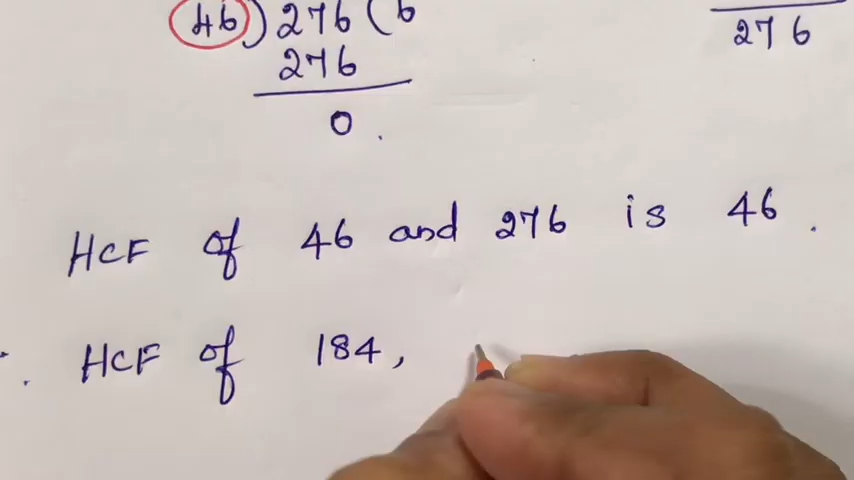 46 ) 276 ( 6
276
276
0 .
HCF of 46 and 276 is 46 .
∴ HCF of 184 ,